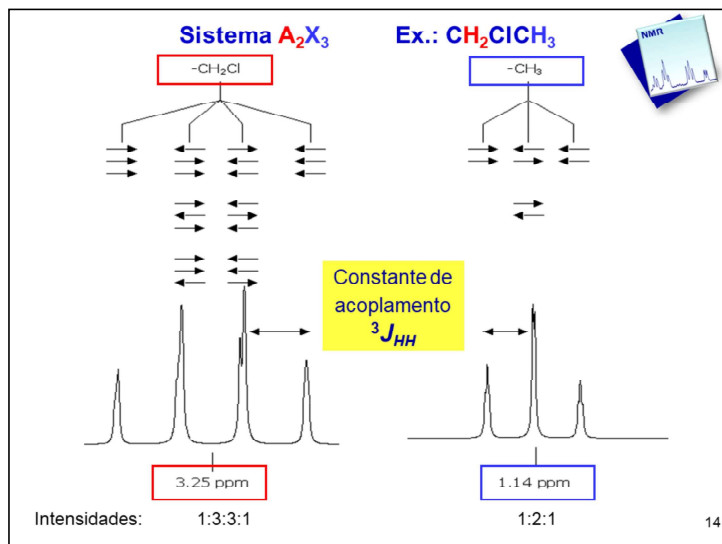 Sistema A₂X₃ Ex.: CH₂ClCH₃
NMR
-CH₂Cl
-CH₃
Constante de
acoplamento
³J_HH
3.25 ppm
1.14 ppm
Intensidades: 1:3:3:1 1:2:1
14